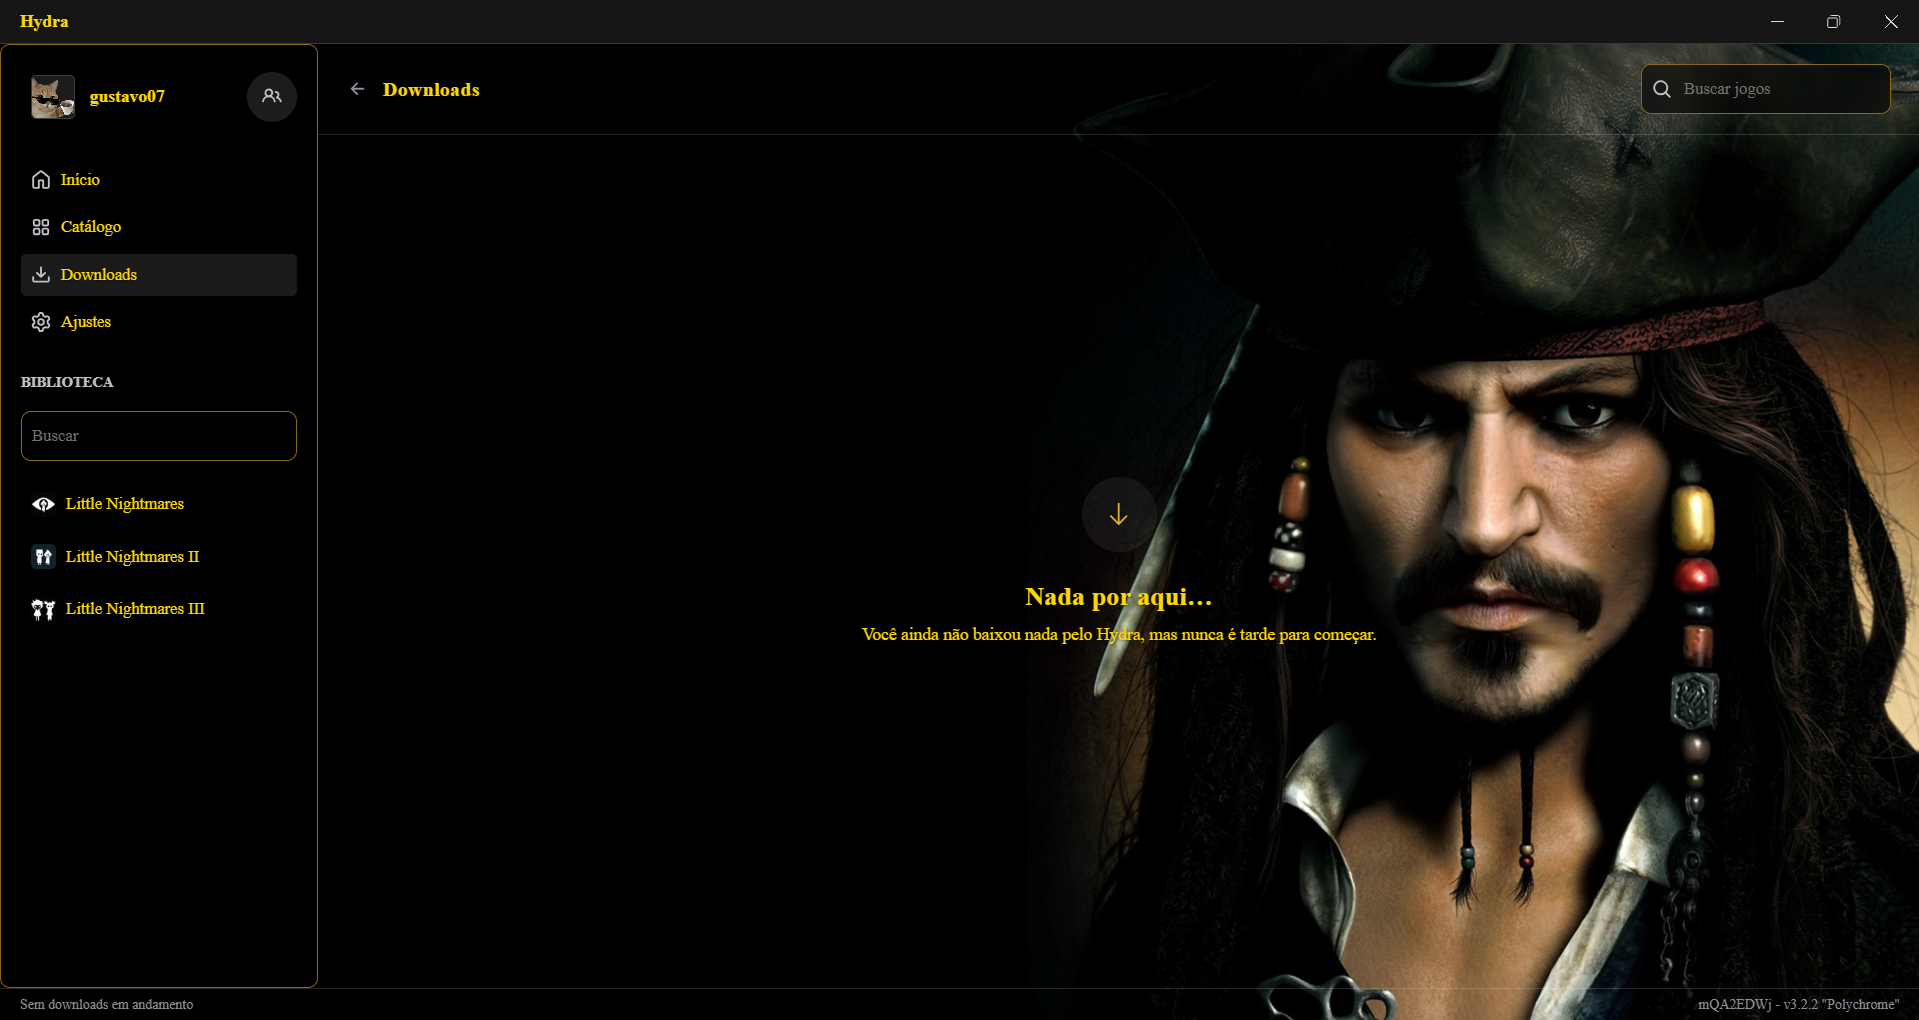 Hydra
gustavo07
Início
Catálogo
Downloads
Ajustes
BIBLIOTECA
Buscar
Little Nightmares
Little Nightmares II
Little Nightmares III
Downloads
Buscar jogos
Nada por aqui…
Você ainda não baixou nada pelo Hydra, mas nunca é tarde para começar.
Sem downloads em andamento
mQA2EDWj - v3.2.2 "Polychrome"